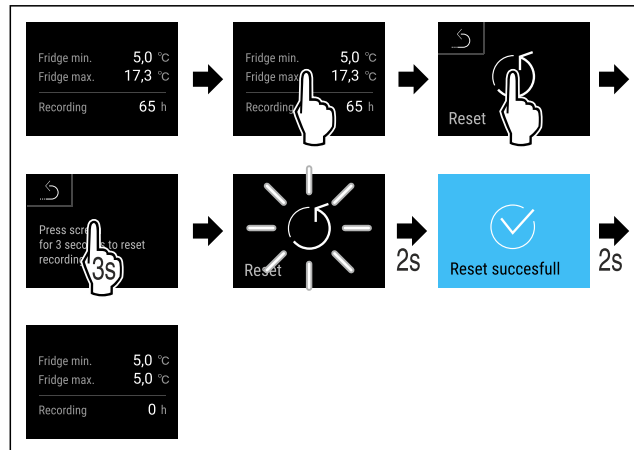 Fridge min. 5,0 °C
Fridge max. 17,3 °C
Recording 65 h
Fridge min. 5,0 °C
Fridge max 17,3 °C
Recording 65 h
Reset
Press scre
for 3 seco s to reset
recordin
3s
Reset
2s
Reset succesfull
2s
Fridge min. 5,0 °C
Fridge max. 5,0 °C
Recording 0 h